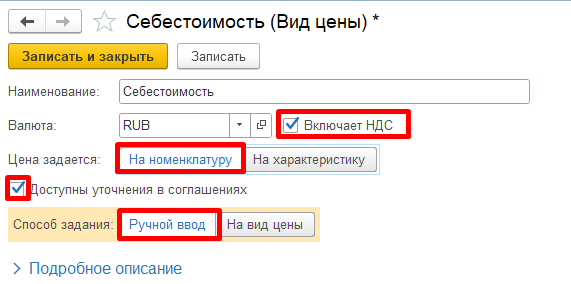 Себестоимость (Вид цены) *
Записать и закрыть Записать
Наименование: Себестоимость
Валюта: RUB Включает НДС
Цена задается: На номенклатуру На характеристику
Доступны уточнения в соглашениях
Способ задания: Ручной ввод На вид цены
Подробное описание